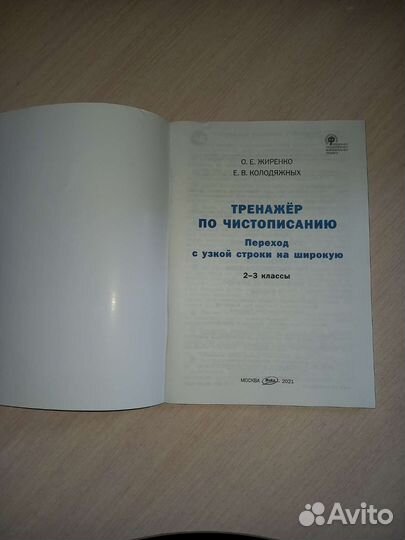 О. Е. ЖИРЕНКО
Е. В. КОЛОДЯЖНЫХ
ТРЕНАЖЁР
ПО ЧИСТОПИСАНИЮ
Переход
с узкой строки на широкую
2–3 классы
МОСКВА 2021
Avito